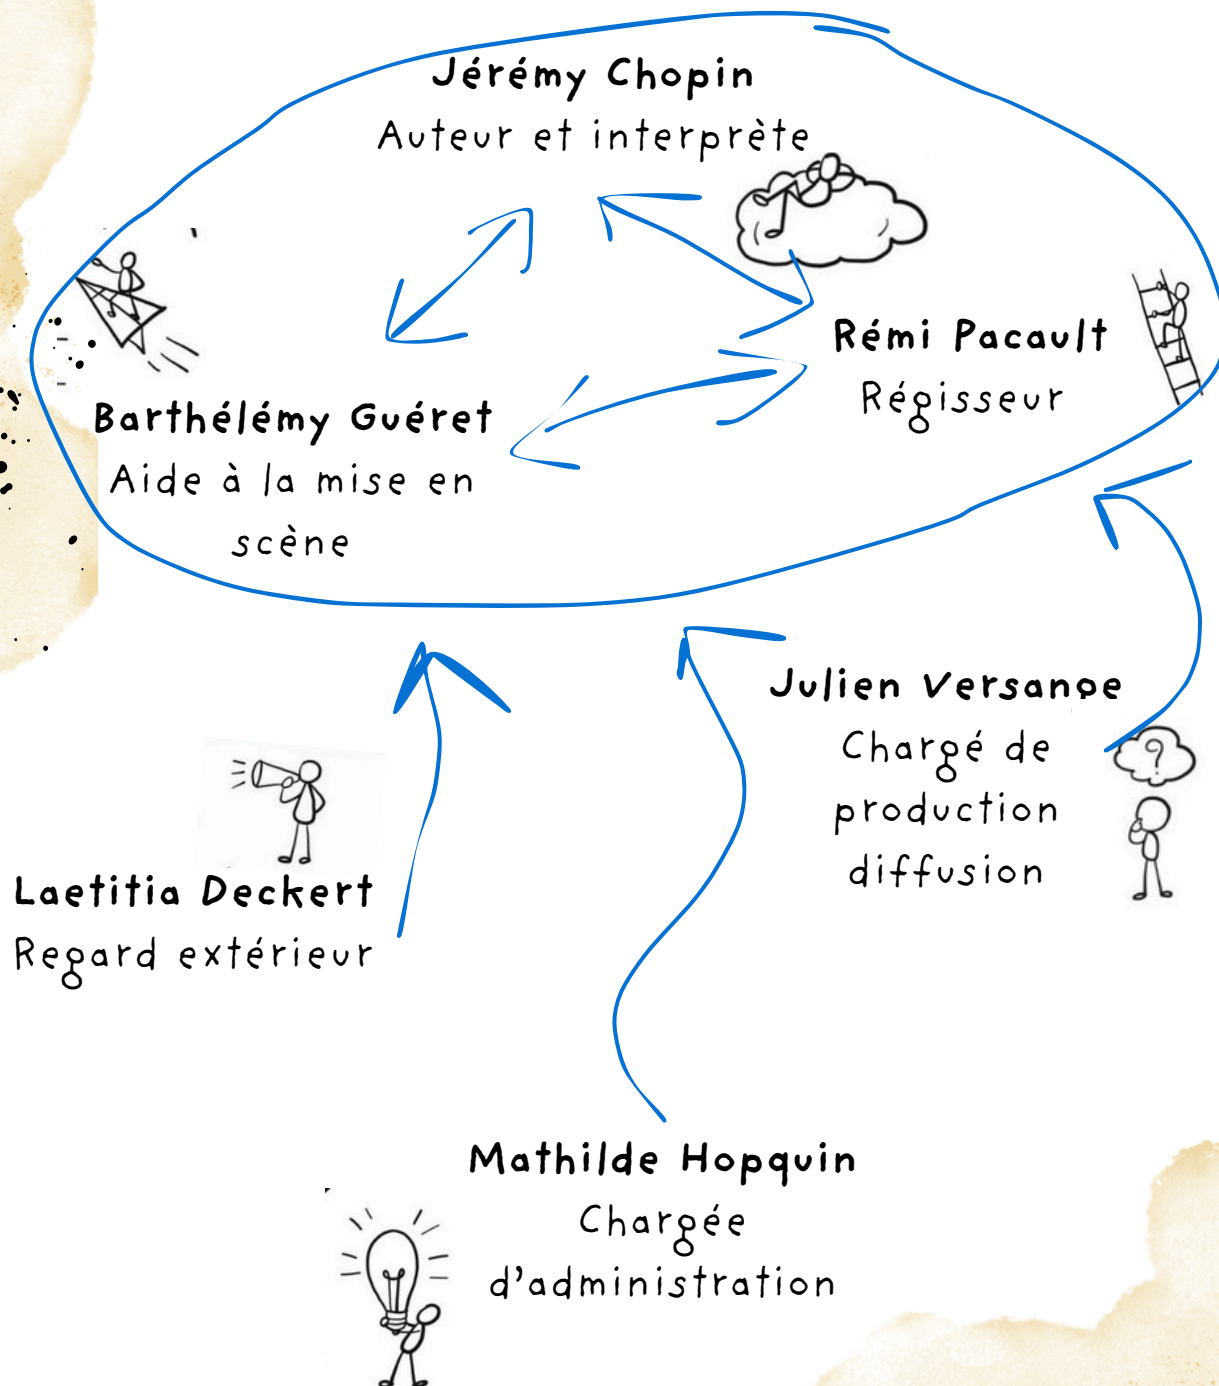 Jérémy Chopin
Auteur et interprète
Rémi Pacault
Régisseur
Barthélémy Guéret
Aide à la mise en
scène
Julien Versange
Chargé de
production
diffusion
?
Laetitia Deckert
Regard extérieur
Mathilde Hopquin
Chargée
d'administration